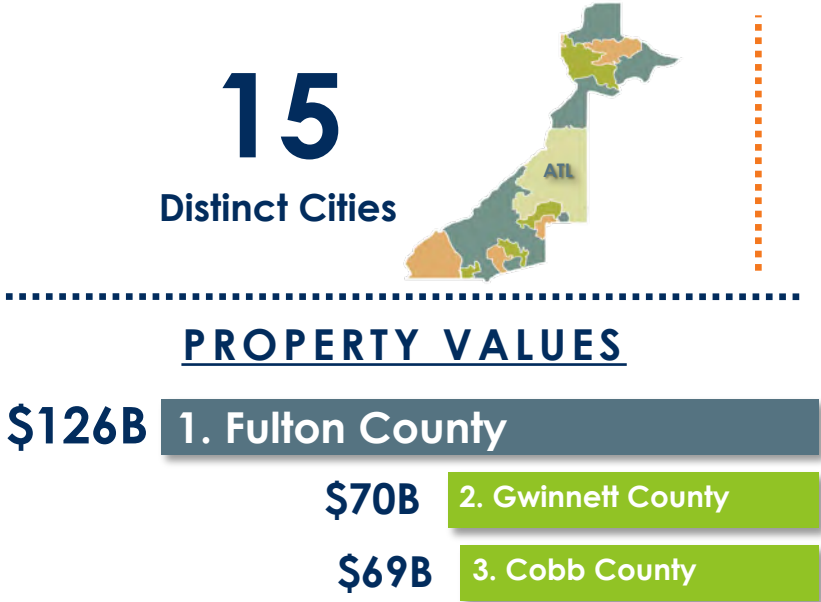 15
Distinct Cities
ATL
PROPERTY VALUES
$126B 1. Fulton County
$70B 2. Gwinnett County
$69B 3. Cobb County